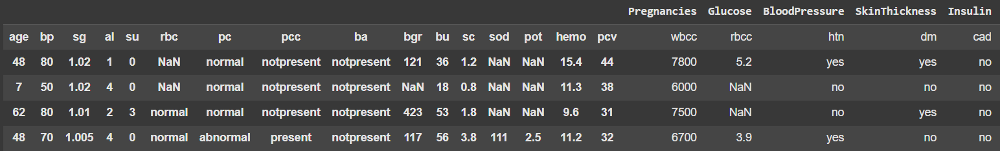 Pregnancies Glucose BloodPressure SkinThickness Insulin
age bp sg al su rbc pc pcc ba bgr bu sc sod pot hemo pcv wbcc rbcc htn dm cad
48 80 1.02 1 0 NaN normal notpresent notpresent 121 36 1.2 NaN NaN 15.4 44 7800 5.2 yes yes no
7 50 1.02 4 0 NaN normal notpresent notpresent NaN 18 0.8 NaN NaN 11.3 38 6000 NaN no no no
62 80 1.01 2 3 normal normal notpresent notpresent 423 53 1.8 NaN NaN 9.6 31 7500 NaN no yes no
48 70 1.005 4 0 normal abnormal present notpresent 117 56 3.8 111 2.5 11.2 32 6700 3.9 yes no no